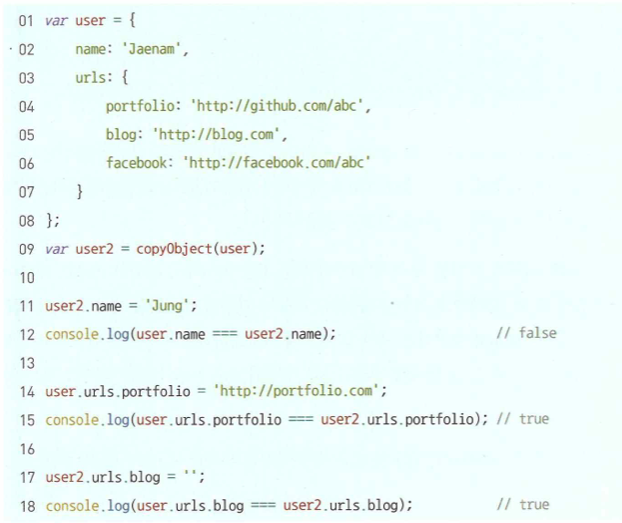 01 var user = {
02 name: 'Jaenam',
03 urls: {
04 portfolio: 'http://github.com/abc',
05 blog: 'http://blog.com',
06 facebook: 'http://facebook.com/abc'
07 }
08 };
09 var user2 = copyObject(user);
10
11 user2.name = 'Jung';
12 console.log(user.name === user2.name); // false
13
14 user.urls.portfolio = 'http://portfolio.com';
15 console.log(user.urls.portfolio === user2.urls.portfolio); // true
16
17 user2.urls.blog = '';
18 console.log(user.urls.blog === user2.urls.blog); // true